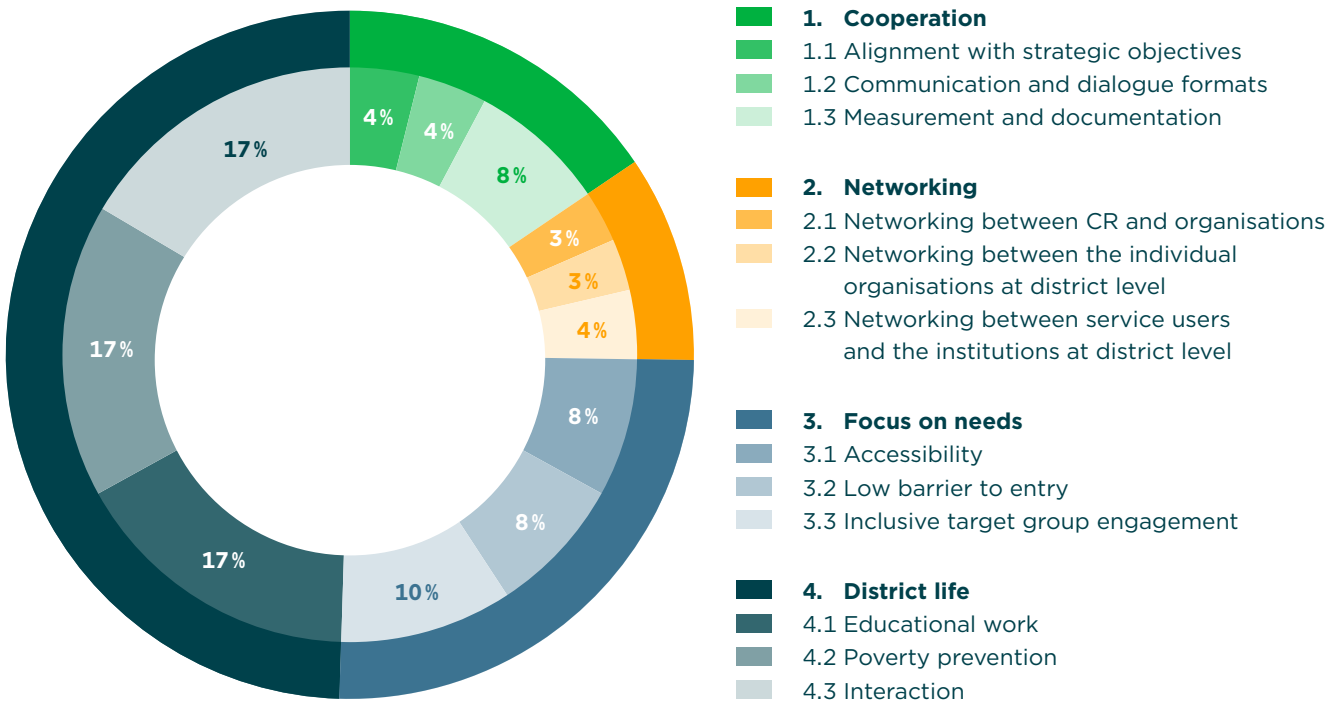 4 %
4 %
8 %
3 %
3 %
4 %
8 %
8 %
10 %
17 %
17 %
17 %
1. Cooperation
1.1 Alignment with strategic objectives
1.2 Communication and dialogue formats
1.3 Measurement and documentation
2. Networking
2.1 Networking between CR and organisations
2.2 Networking between the individual
organisations at district level
2.3 Networking between service users
and the institutions at district level
3. Focus on needs
3.1 Accessibility
3.2 Low barrier to entry
3.3 Inclusive target group engagement
4. District life
4.1 Educational work
4.2 Poverty prevention
4.3 Interaction